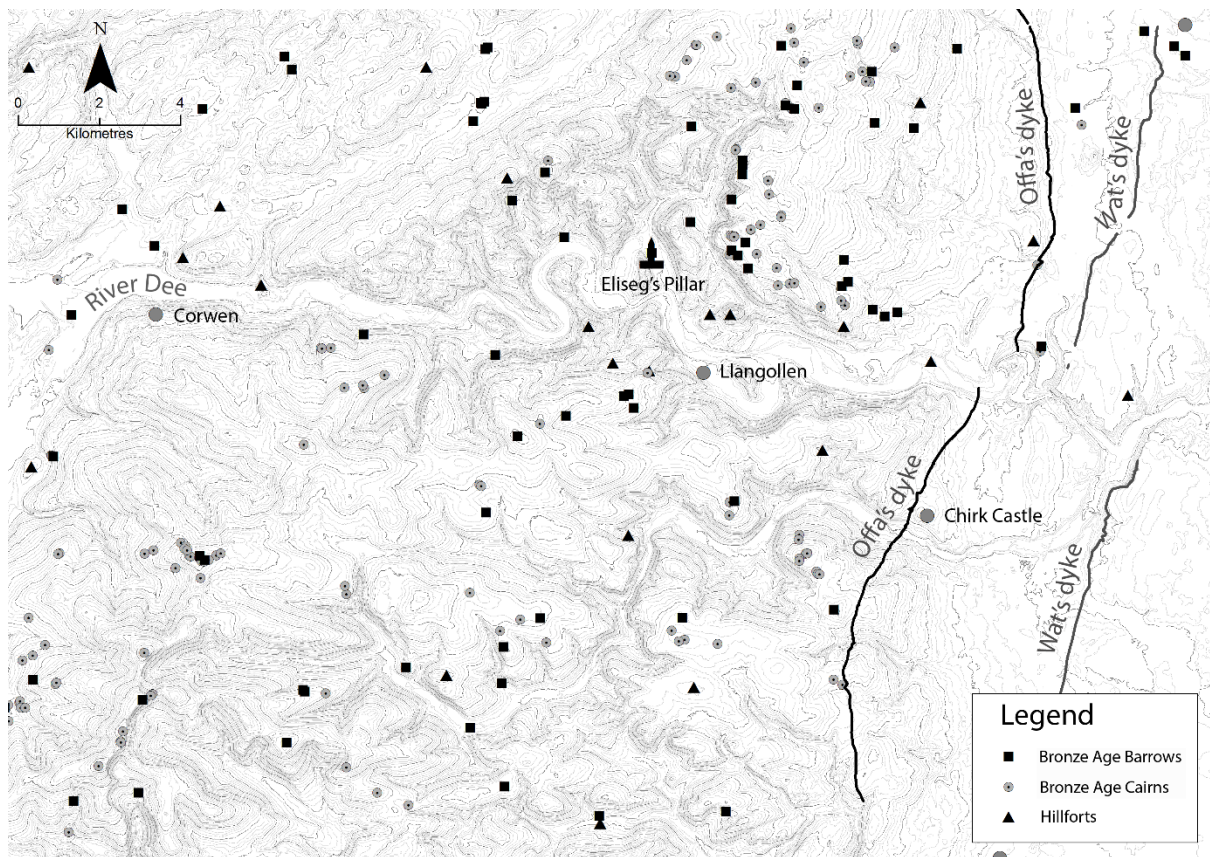 N
0 2 4
Kilometres
Offa's dyke
Wat's dyke
Eliseg's Pillar
River Dee
Corwen
Llangollen
Offa's dyke
Chirk Castle
Wat's dyke
Legend
Bronze Age Barrows
Bronze Age Cairns
Hillforts